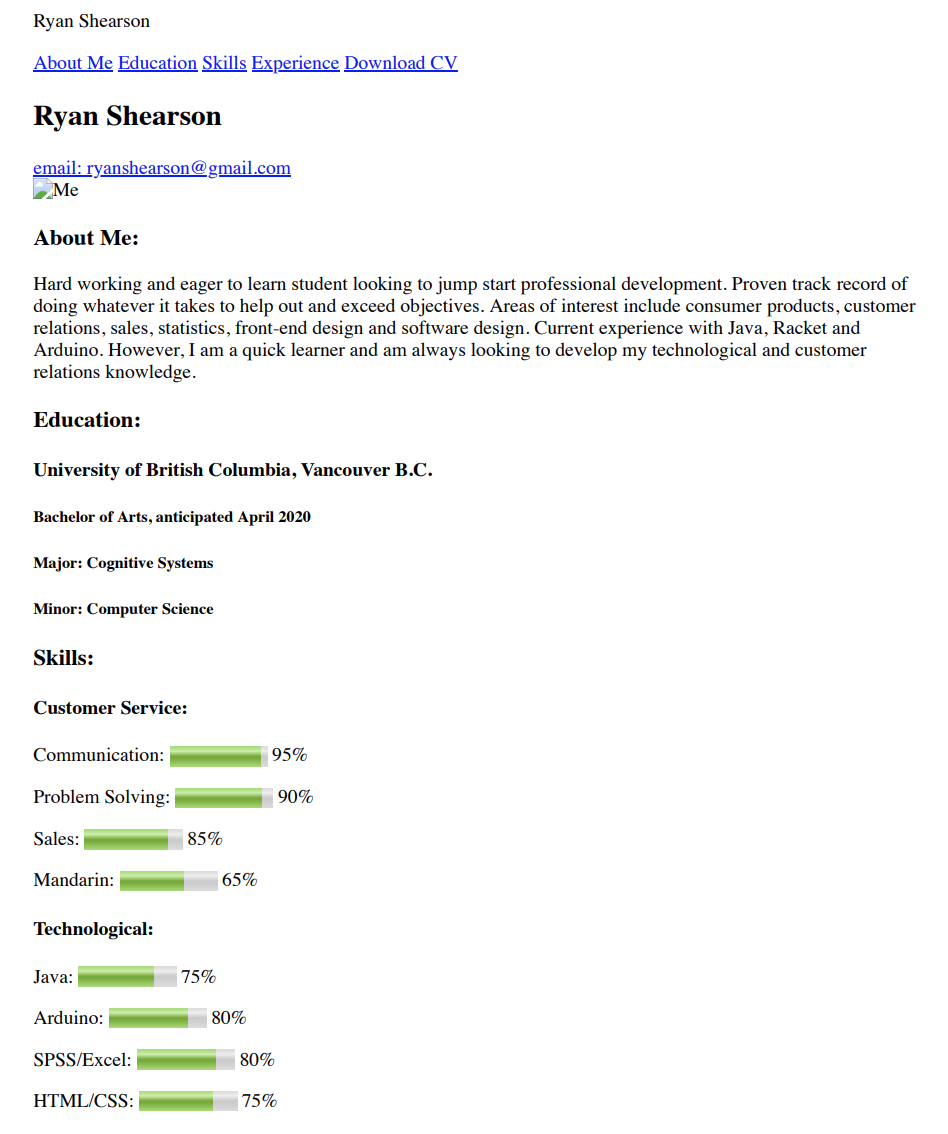 Ryan Shearson
About Me Education Skills Experience Download CV
Ryan Shearson
email: ryanshearson@gmail.com
Me
About Me:
Hard working and eager to learn student looking to jump start professional development. Proven track record of
doing whatever it takes to help out and exceed objectives. Areas of interest include consumer products, customer
relations, sales, statistics, front-end design and software design. Current experience with Java, Racket and
Arduino. However, I am a quick learner and am always looking to develop my technological and customer
relations knowledge.
Education:
University of British Columbia, Vancouver B.C.
Bachelor of Arts, anticipated April 2020
Major: Cognitive Systems
Minor: Computer Science
Skills:
Customer Service:
Communication: 95%
Problem Solving: 90%
Sales: 85%
Mandarin: 65%
Technological:
Java: 75%
Arduino: 80%
SPSS/Excel: 80%
HTML/CSS: 75%